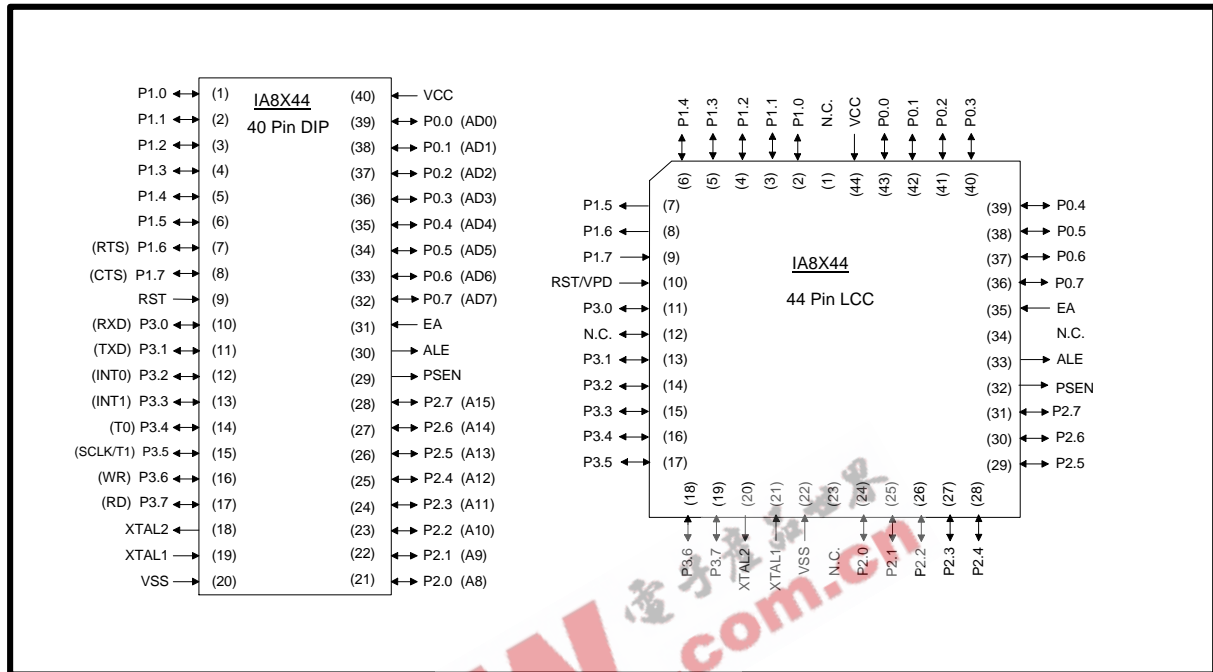 IA8X44
40 Pin DIP
P1.0 (1)
P1.1 (2)
P1.2 (3)
P1.3 (4)
P1.4 (5)
P1.5 (6)
(RTS) P1.6 (7)
(CTS) P1.7 (8)
RST (9)
(RXD) P3.0 (10)
(TXD) P3.1 (11)
(INT0) P3.2 (12)
(INT1) P3.3 (13)
(T0) P3.4 (14)
(SCLK/T1) P3.5 (15)
(WR) P3.6 (16)
(RD) P3.7 (17)
XTAL2 (18)
XTAL1 (19)
VSS (20)
(40) VCC
(39) P0.0 (AD0)
(38) P0.1 (AD1)
(37) P0.2 (AD2)
(36) P0.3 (AD3)
(35) P0.4 (AD4)
(34) P0.5 (AD5)
(33) P0.6 (AD6)
(32) P0.7 (AD7)
(31) EA
(30) ALE
(29) PSEN
(28) P2.7 (A15)
(27) P2.6 (A14)
(26) P2.5 (A13)
(25) P2.4 (A12)
(24) P2.3 (A11)
(23) P2.2 (A10)
(22) P2.1 (A9)
(21) P2.0 (A8)
P1.4 P1.3 P1.2 P1.1 P1.0 N.C. VCC P0.0 P0.1 P0.2 P0.3
(6) (5) (4) (3) (2) (1) (44) (43) (42) (41) (40)
P1.5 (7)
P1.6 (8)
P1.7 (9)
RST/VPD (10)
P3.0 (11)
N.C. (12)
P3.1 (13)
P3.2 (14)
P3.3 (15)
P3.4 (16)
P3.5 (17)
IA8X44
44 Pin LCC
(39) P0.4
(38) P0.5
(37) P0.6
(36) P0.7
(35) EA
(34) N.C.
(33) ALE
(32) PSEN
(31) P2.7
(30) P2.6
(29) P2.5
(18) (19) (20) (21) (22) (23) (24) (25) (26) (27) (28)
P3.6 P3.7 XTAL2 XTAL1 VSS N.C. P2.0 P2.1 P2.2 P2.3 P2.4
電子產品世界
.com.cn